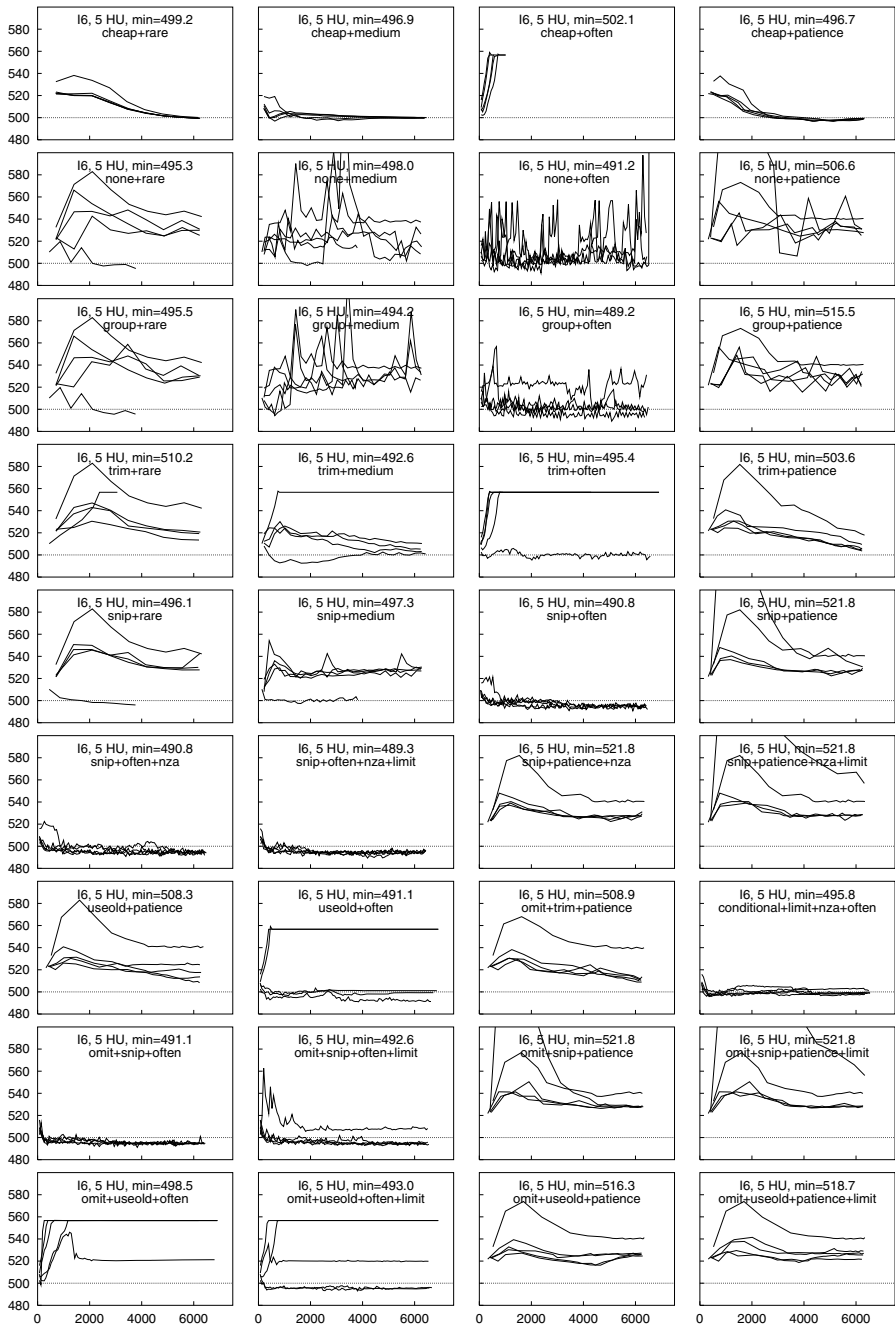 580
560
540
520
500
480
I6, 5 HU, min=499.2
cheap+rare
I6, 5 HU, min=496.9
cheap+medium
I6, 5 HU, min=502.1
cheap+often
I6, 5 HU, min=496.7
cheap+patience
580
560
540
520
500
480
I6, 5 HU, min=495.3
none+rare
I6, 5 HU, min=498.0
none+medium
I6, 5 HU, min=491.2
none+often
I6, 5 HU, min=506.6
none+patience
580
560
540
520
500
480
I6, 5 HU, min=495.5
group+rare
I6, 5 HU, min=494.2
group+medium
I6, 5 HU, min=489.2
group+often
I6, 5 HU, min=515.5
group+patience
580
560
540
520
500
480
I6, 5 HU, min=510.2
trim+rare
I6, 5 HU, min=492.6
trim+medium
I6, 5 HU, min=495.4
trim+often
I6, 5 HU, min=503.6
trim+patience
580
560
540
520
500
480
I6, 5 HU, min=496.1
snip+rare
I6, 5 HU, min=497.3
snip+medium
I6, 5 HU, min=490.8
snip+often
I6, 5 HU, min=521.8
snip+patience
580
560
540
520
500
480
I6, 5 HU, min=490.8
snip+often+nza
I6, 5 HU, min=489.3
snip+often+nza+limit
I6, 5 HU, min=521.8
snip+patience+nza
I6, 5 HU, min=521.8
snip+patience+nza+limit
580
560
540
520
500
480
I6, 5 HU, min=508.3
useold+patience
I6, 5 HU, min=491.1
useold+often
I6, 5 HU, min=508.9
omit+trim+patience
I6, 5 HU, min=495.8
conditional+limit+nza+often
580
560
540
520
500
480
I6, 5 HU, min=491.1
omit+snip+often
I6, 5 HU, min=492.6
omit+snip+often+limit
I6, 5 HU, min=521.8
omit+snip+patience
I6, 5 HU, min=521.8
omit+snip+patience+limit
580
560
540
520
500
480
I6, 5 HU, min=498.5
omit+useold+often
I6, 5 HU, min=493.0
omit+useold+often+limit
I6, 5 HU, min=516.3
omit+useold+patience
I6, 5 HU, min=518.7
omit+useold+patience+limit
0 2000 4000 6000
0 2000 4000 6000
0 2000 4000 6000
0 2000 4000 6000